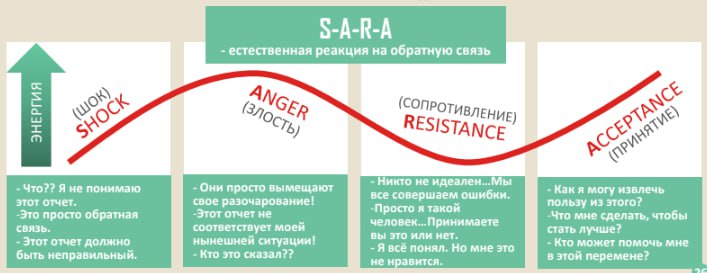 S-A-R-A
- естественная реакция на обратную связь
ЭНЕРГИЯ
(ШОК)
SHOCK
ANGER
(ЗЛОСТЬ)
(СОПРОТИВЛЕНИЕ)
RESISTANCE
ACCEPTANCE
(ПРИНЯТИЕ)
- Что?? Я не понимаю
этот отчет.
-Это просто обратная
связь.
- Этот отчет должно
быть неправильный.
- Они просто вымещают
свое разочарование!
-Этот отчет не
соответствует моей
нынешней ситуации!
- Кто это сказал??
- Никто не идеален...Мы
все совершаем ошибки.
-Просто я такой
человек...Принимаете
вы это или нет.
- Я всё понял. Но мне это
не нравится.
- Как я могу извлечь
пользу из этого?
-Что мне сделать, чтобы
стать лучше?
- Кто может помочь мне
в этой перемене?